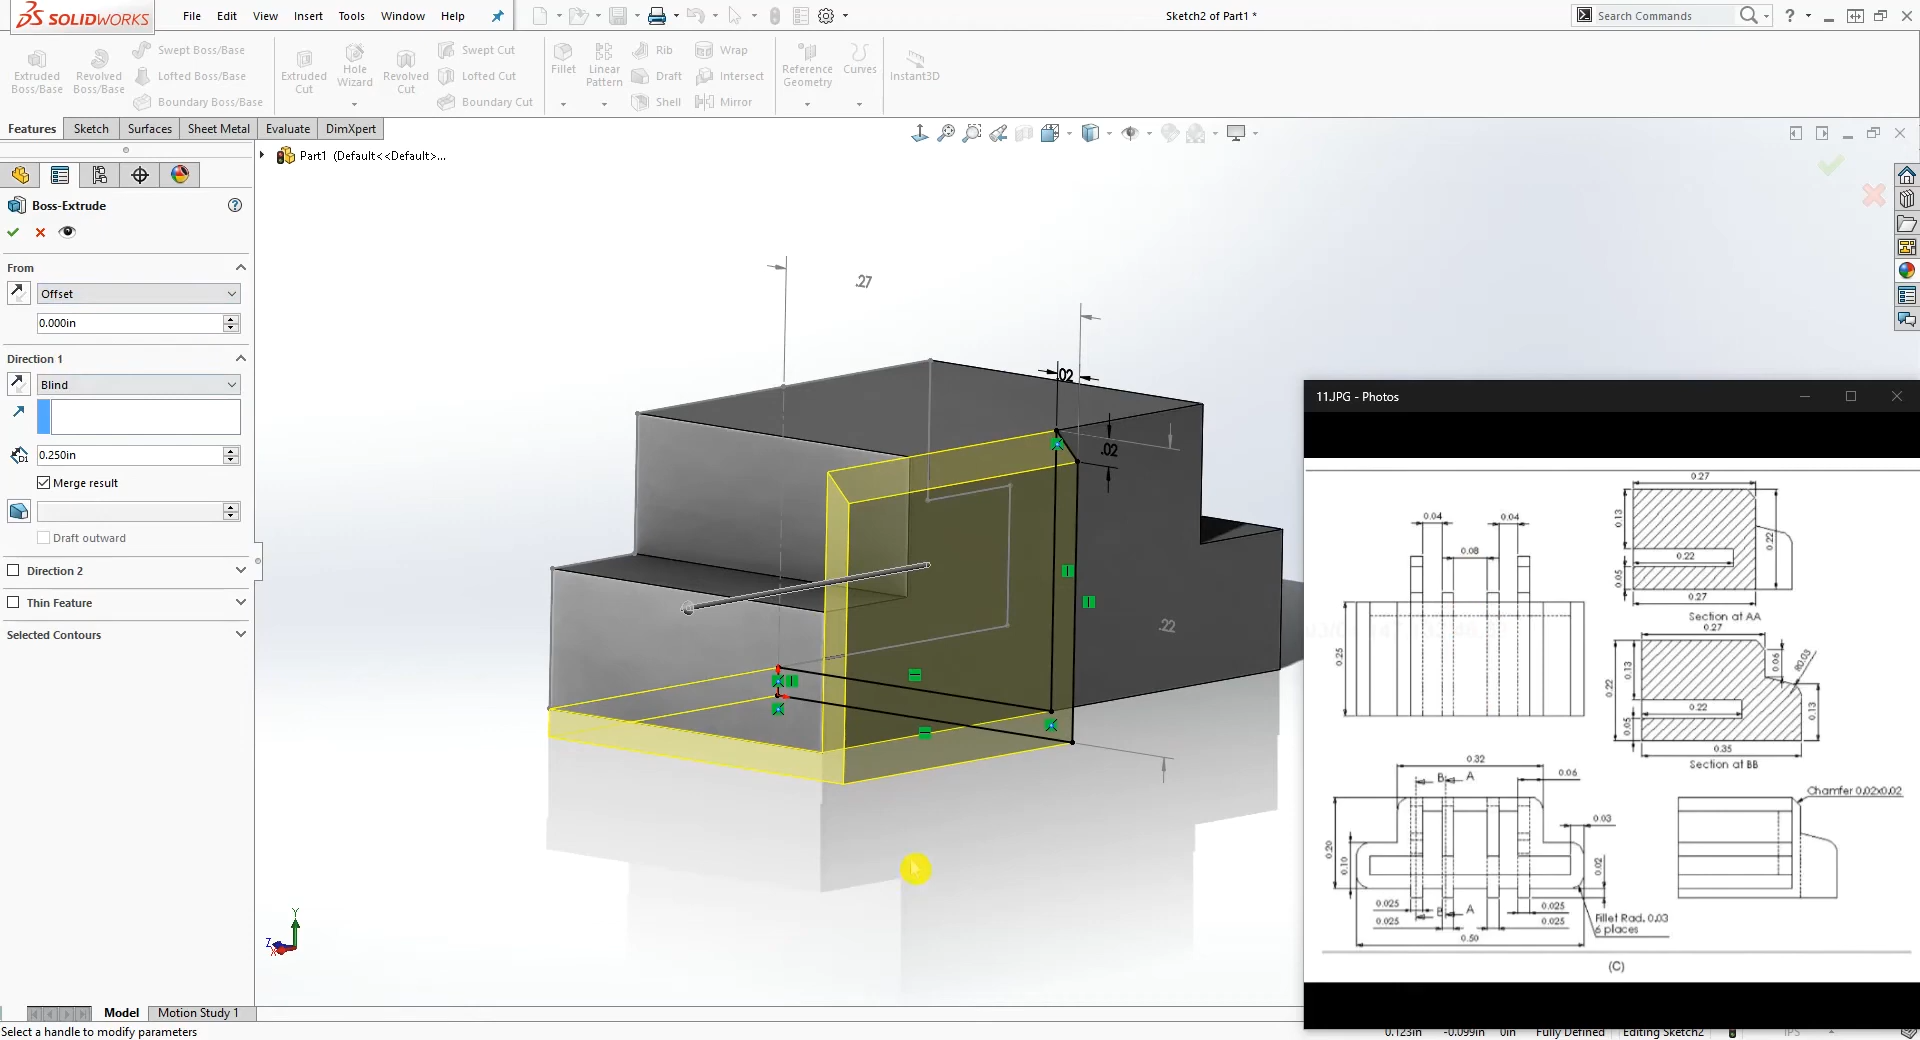 SOLIDWORKS
File Edit View Insert Tools Window Help
Sketch2 of Part1 *
Search Commands
Extruded Boss/Base
Revolved Boss/Base
Swept Boss/Base
Lofted Boss/Base
Boundary Boss/Base
Extruded Cut
Hole Wizard
Revolved Cut
Swept Cut
Lofted Cut
Boundary Cut
Fillet
Linear Pattern
Rib
Draft
Shell
Wrap
Intersect
Mirror
Reference Geometry
Curves
Instant3D
Features Sketch Surfaces Sheet Metal Evaluate DimXpert
Part1 (Default<<Default>...
Boss-Extrude
From
Offset
0.000in
Direction 1
Blind
0.250in
Merge result
Draft outward
Direction 2
Thin Feature
Selected Contours
.27
.02
.02
.22
Y
Z
X
11.JPG - Photos
0.27
0.04 0.04
0.08
0.13
0.22
0.22
0.05
0.27
Section at AA
0.25
0.27
0.13
0.06
R0.03
0.22
0.22
0.13
0.05
0.35
Section at BB
0.32
0.06
B A
Chamfer 0.02x0.02
0.03
0.20
0.10
0.02
0.025 B A 0.025
0.025 0.025
0.50
Fillet Rad. 0.03
6 places
(C)
Model Motion Study 1
Select a handle to modify parameters
0.123in -0.099in 0in Fully Defined Editing Sketch2 IPS